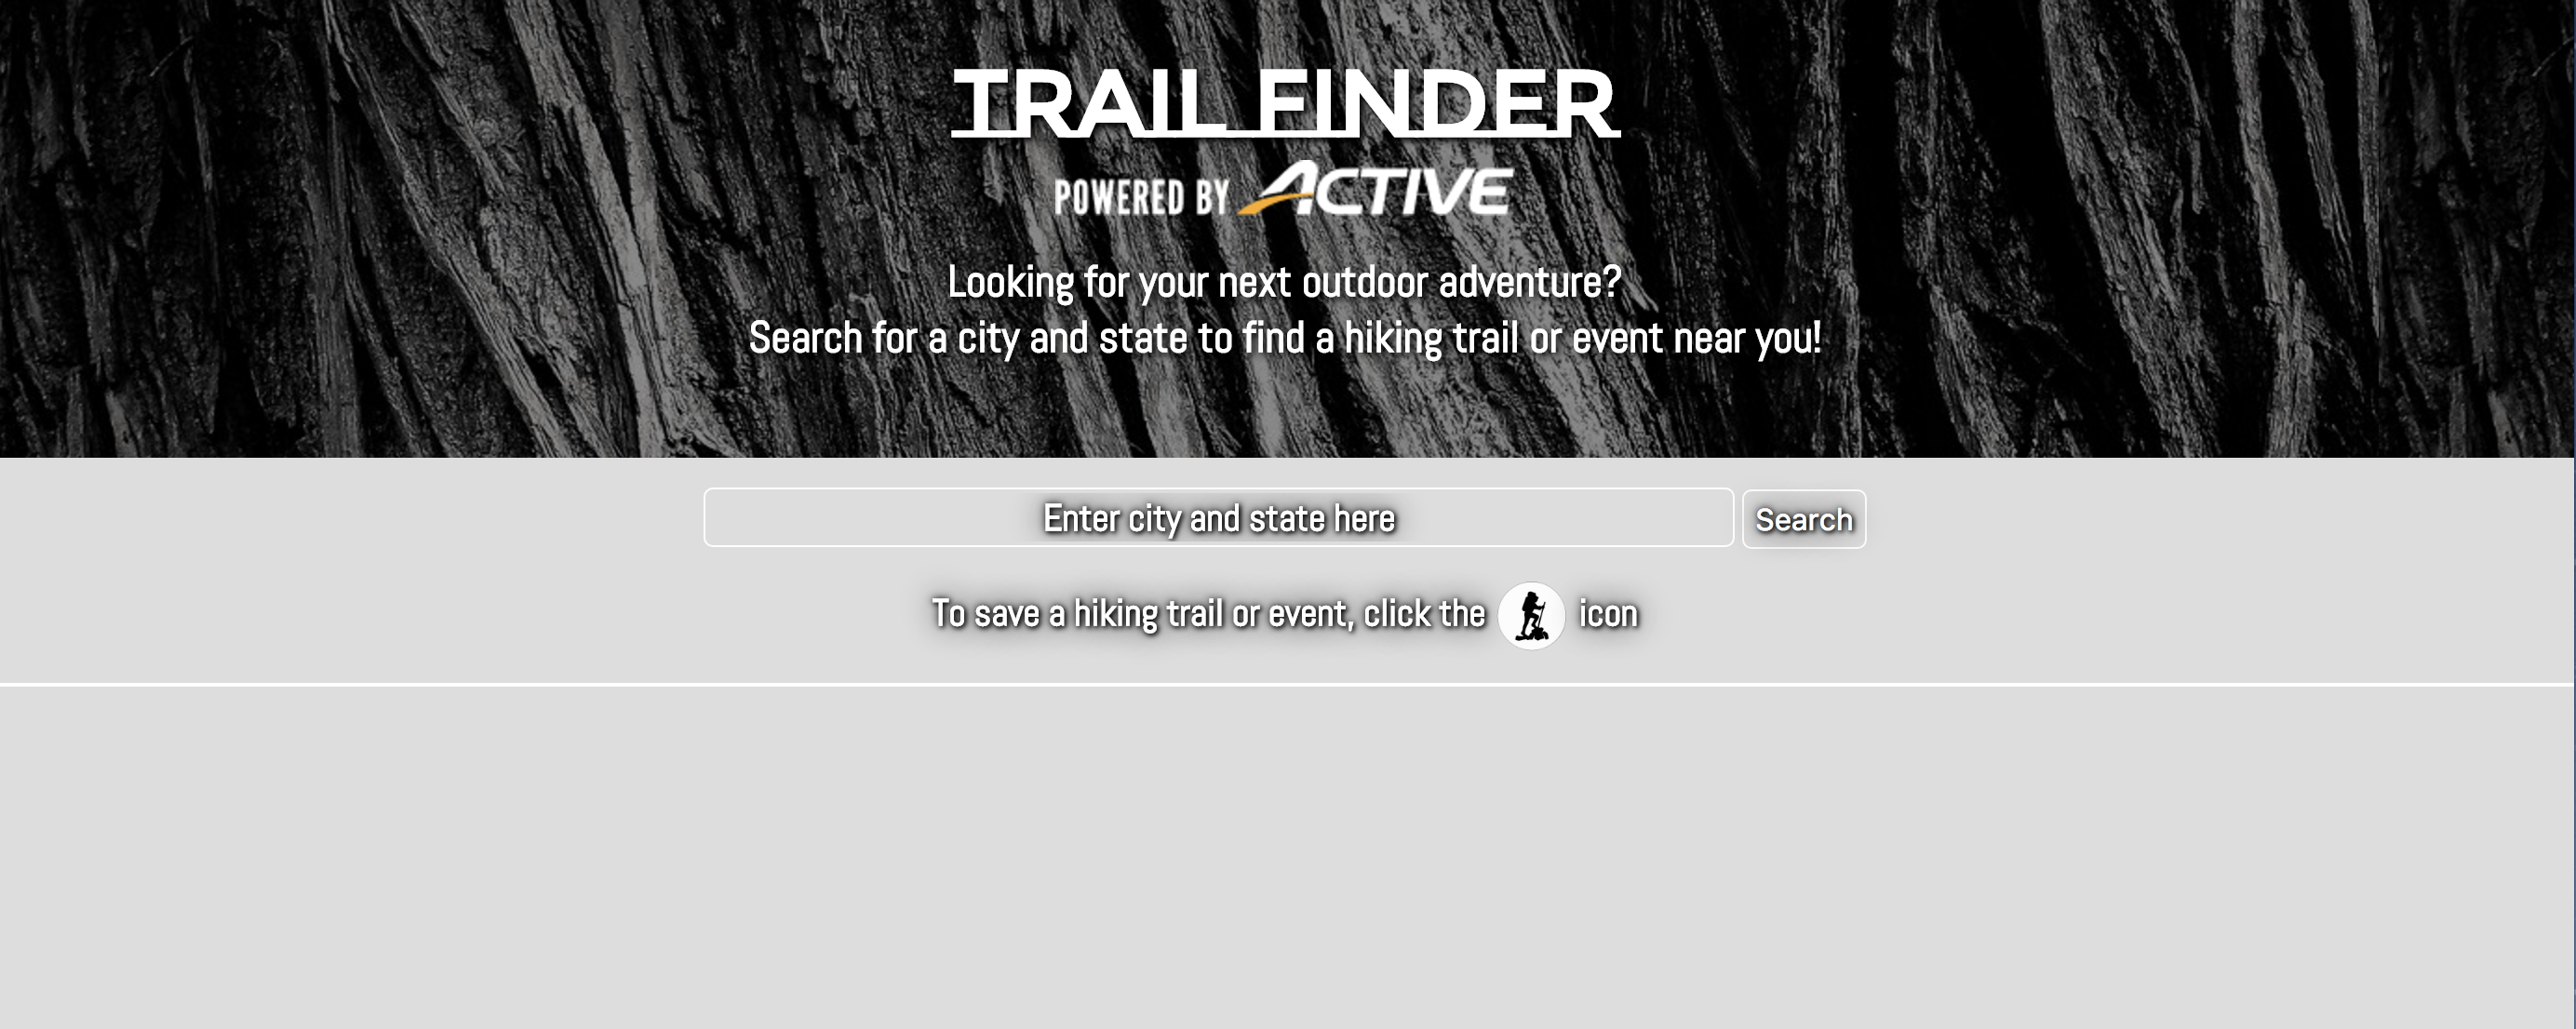 TRAIL FINDER
POWERED BY ACTIVE
Looking for your next outdoor adventure?
Search for a city and state to find a hiking trail or event near you!
Enter city and state here Search
To save a hiking trail or event, click the icon